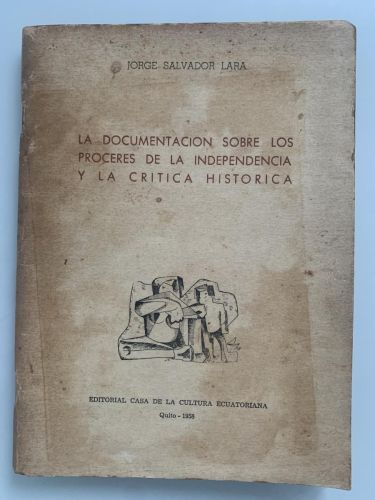 JORGE SALVADOR LARA
LA DOCUMENTACION SOBRE LOS
PROCERES DE LA INDEPENDENCIA
Y LA CRITICA HISTORICA
EDITORIAL CASA DE LA CULTURA ECUATORIANA
Quito - 1958